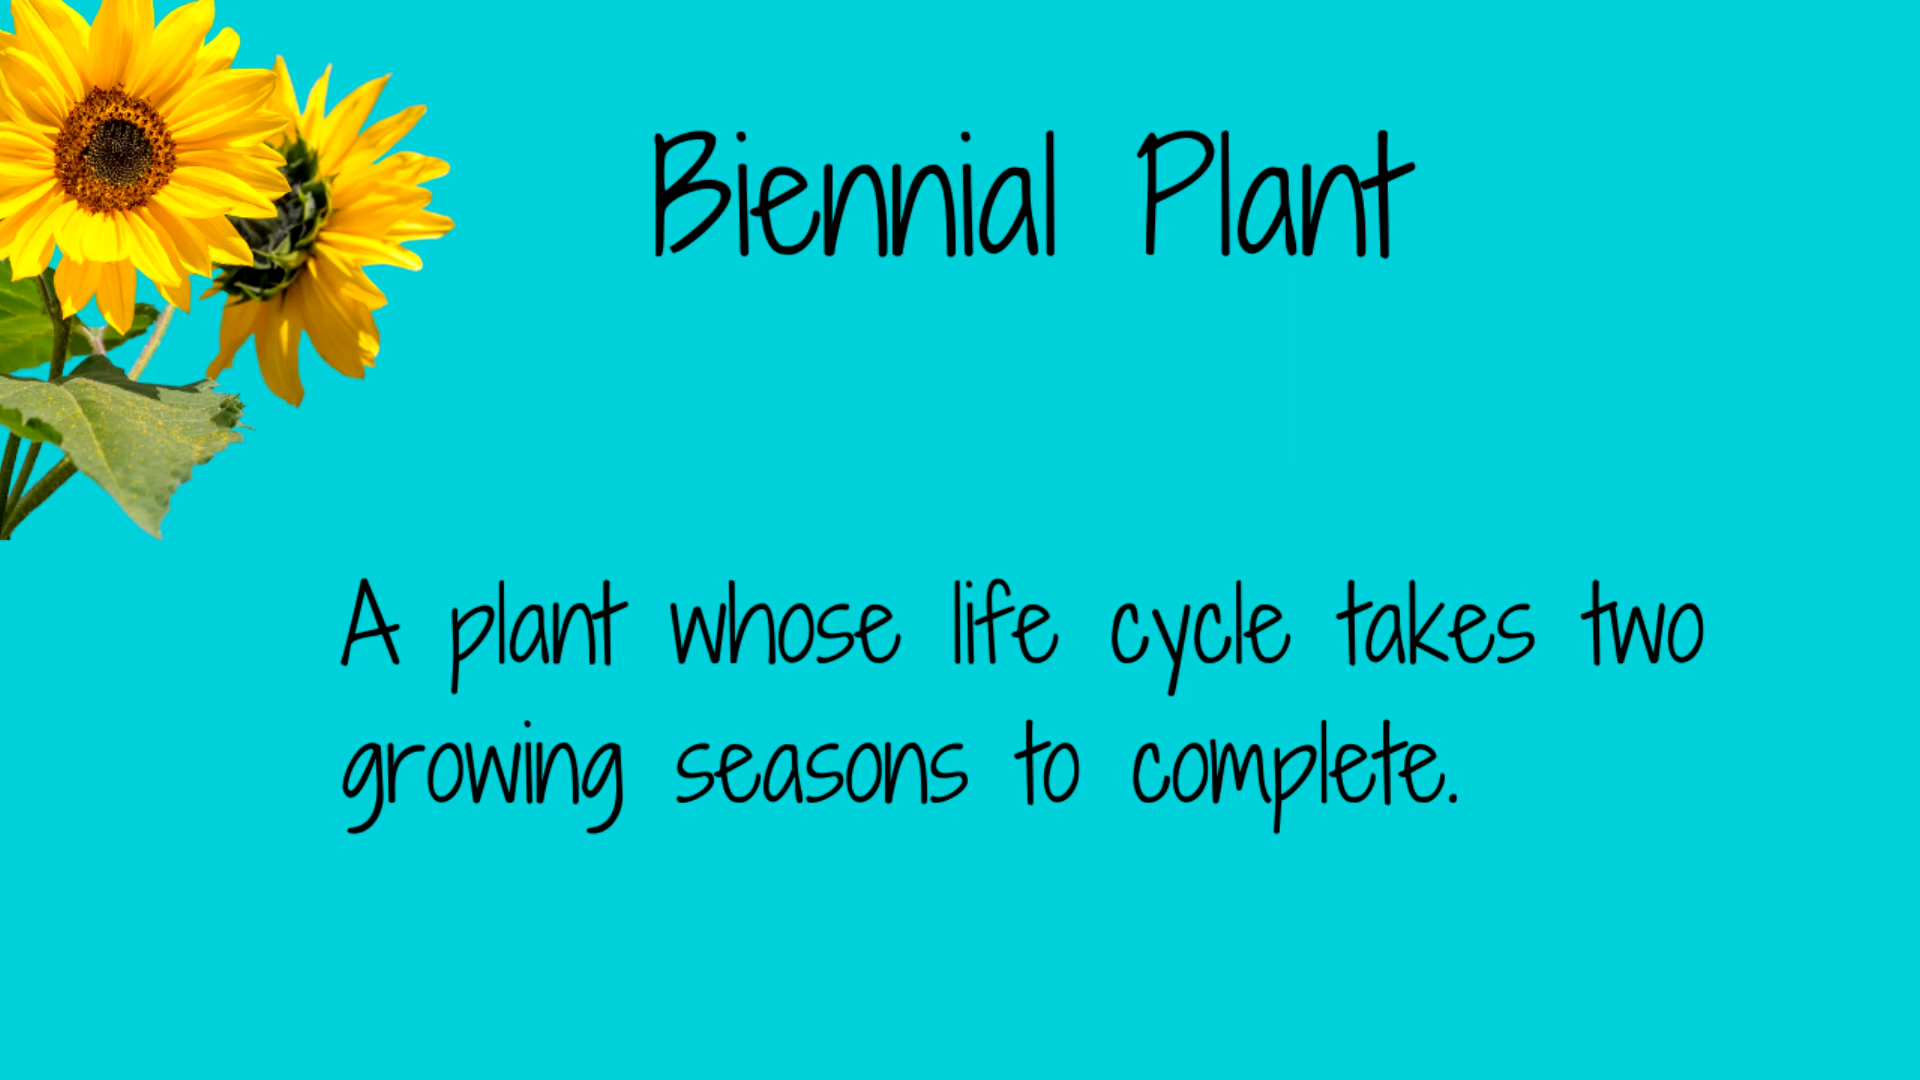 Biennial Plant
A plant whose life cycle takes two
growing seasons to complete.